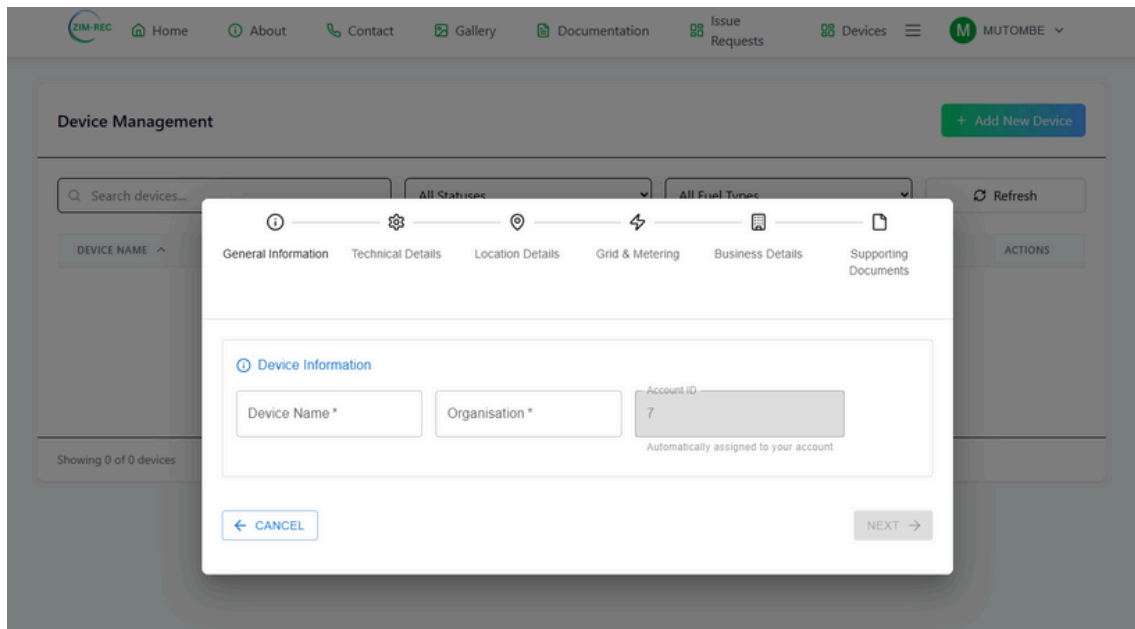 ZIM-REC
Home
About
Contact
Gallery
Documentation
Issue
Requests
Devices
M
MUTOMBE
Device Management
+ Add New Device
Search devices...
All Statuses
All Fuel Types
Refresh
DEVICE NAME
ACTIONS
General Information
Technical Details
Location Details
Grid & Metering
Business Details
Supporting
Documents
Device Information
Device Name *
Organisation *
Account ID
7
Automatically assigned to your account
Showing 0 of 0 devices
CANCEL
NEXT